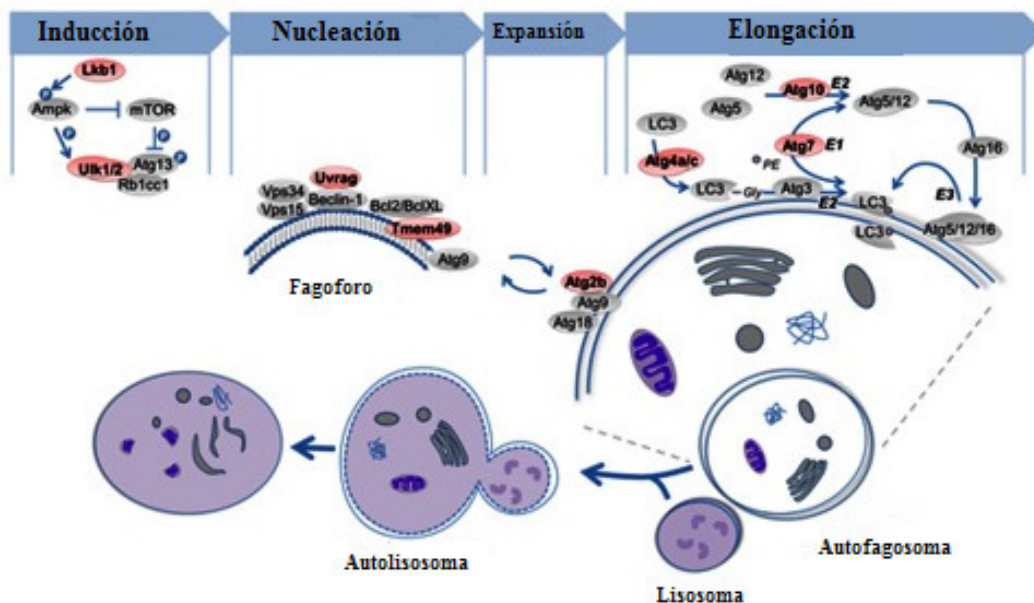 Inducción
Nucleación
Expansión
Elongación
Lkb1
P
Ampk
mTOR
P
P
P
Ulk1/2
Atg13
Rb1cc1
Uvrag
Vps34
Beclin-1
Vps15
Bcl2/BclXL
Tmem49
Atg9
Fagoforo
Atg2b
Atg9
Atg18
Atg12
Atg10
E2
Atg5
Atg5/12
LC3
Atg7
E1
Atg16
Atg4a/c
PE
LC3
Gly
Atg3
E2
LC3
E3
LC3
Atg5/12/16
Autolisosoma
Autofagosoma
Lisosoma